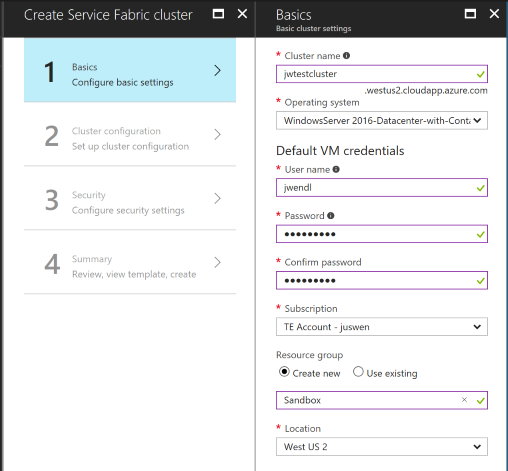 Create Service Fabric cluster
1
Basics
Configure basic settings
2
Cluster configuration
Set up cluster configuration
3
Security
Configure security settings
4
Summary
Review, view template, create
Basics
Basic cluster settings
* Cluster name
jwtestcluster
.westus2.cloudapp.azure.com
* Operating system
WindowsServer 2016-Datacenter-with-Conta
Default VM credentials
* User name
jwendl
* Password
●●●●●●●●●
* Confirm password
●●●●●●●●●
* Subscription
TE Account - juswen
Resource group
Create new Use existing
Sandbox
* Location
West US 2